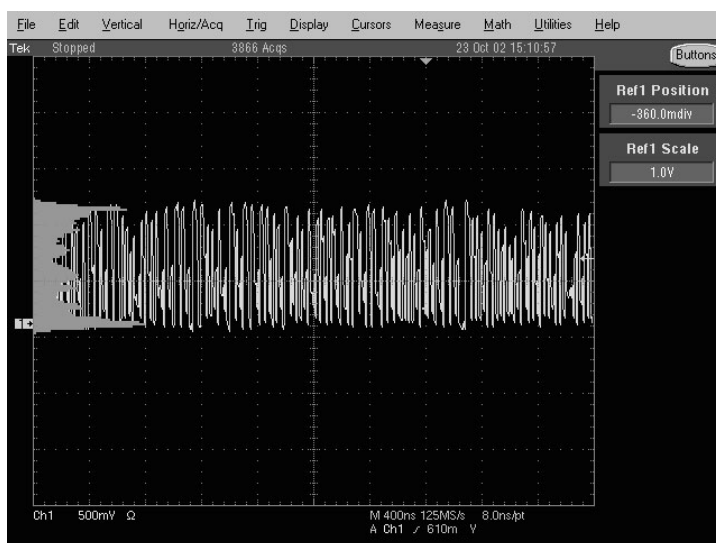 File Edit Vertical Horiz/Acq Trig Display Cursors Measure Math Utilities Help
Tek Stopped 3866 Acqs 23 Oct 02 15:10:57
Buttons
Ref1 Position
-360.0mdiv
Ref1 Scale
1.0V
1
Ch1 500mV Ω M 400ns 125MS/s 8.0ns/pt
A Ch1 ∕ 610m V